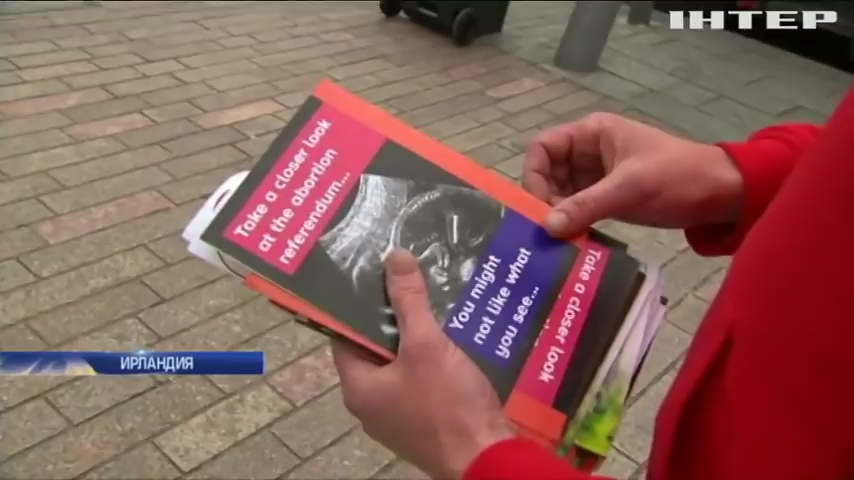 ІНТЕР
Take a closer look
at the abortion
referendum...
You might
not like what
you see...
Take a closer look
ИРЛАНДИЯ